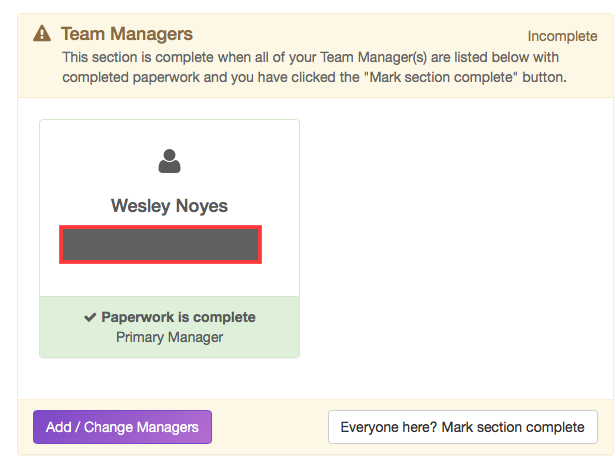 Team Managers
Incomplete
This section is complete when all of your Team Manager(s) are listed below with
completed paperwork and you have clicked the "Mark section complete" button.
Wesley Noyes
Paperwork is complete
Primary Manager
Add / Change Managers
Everyone here? Mark section complete